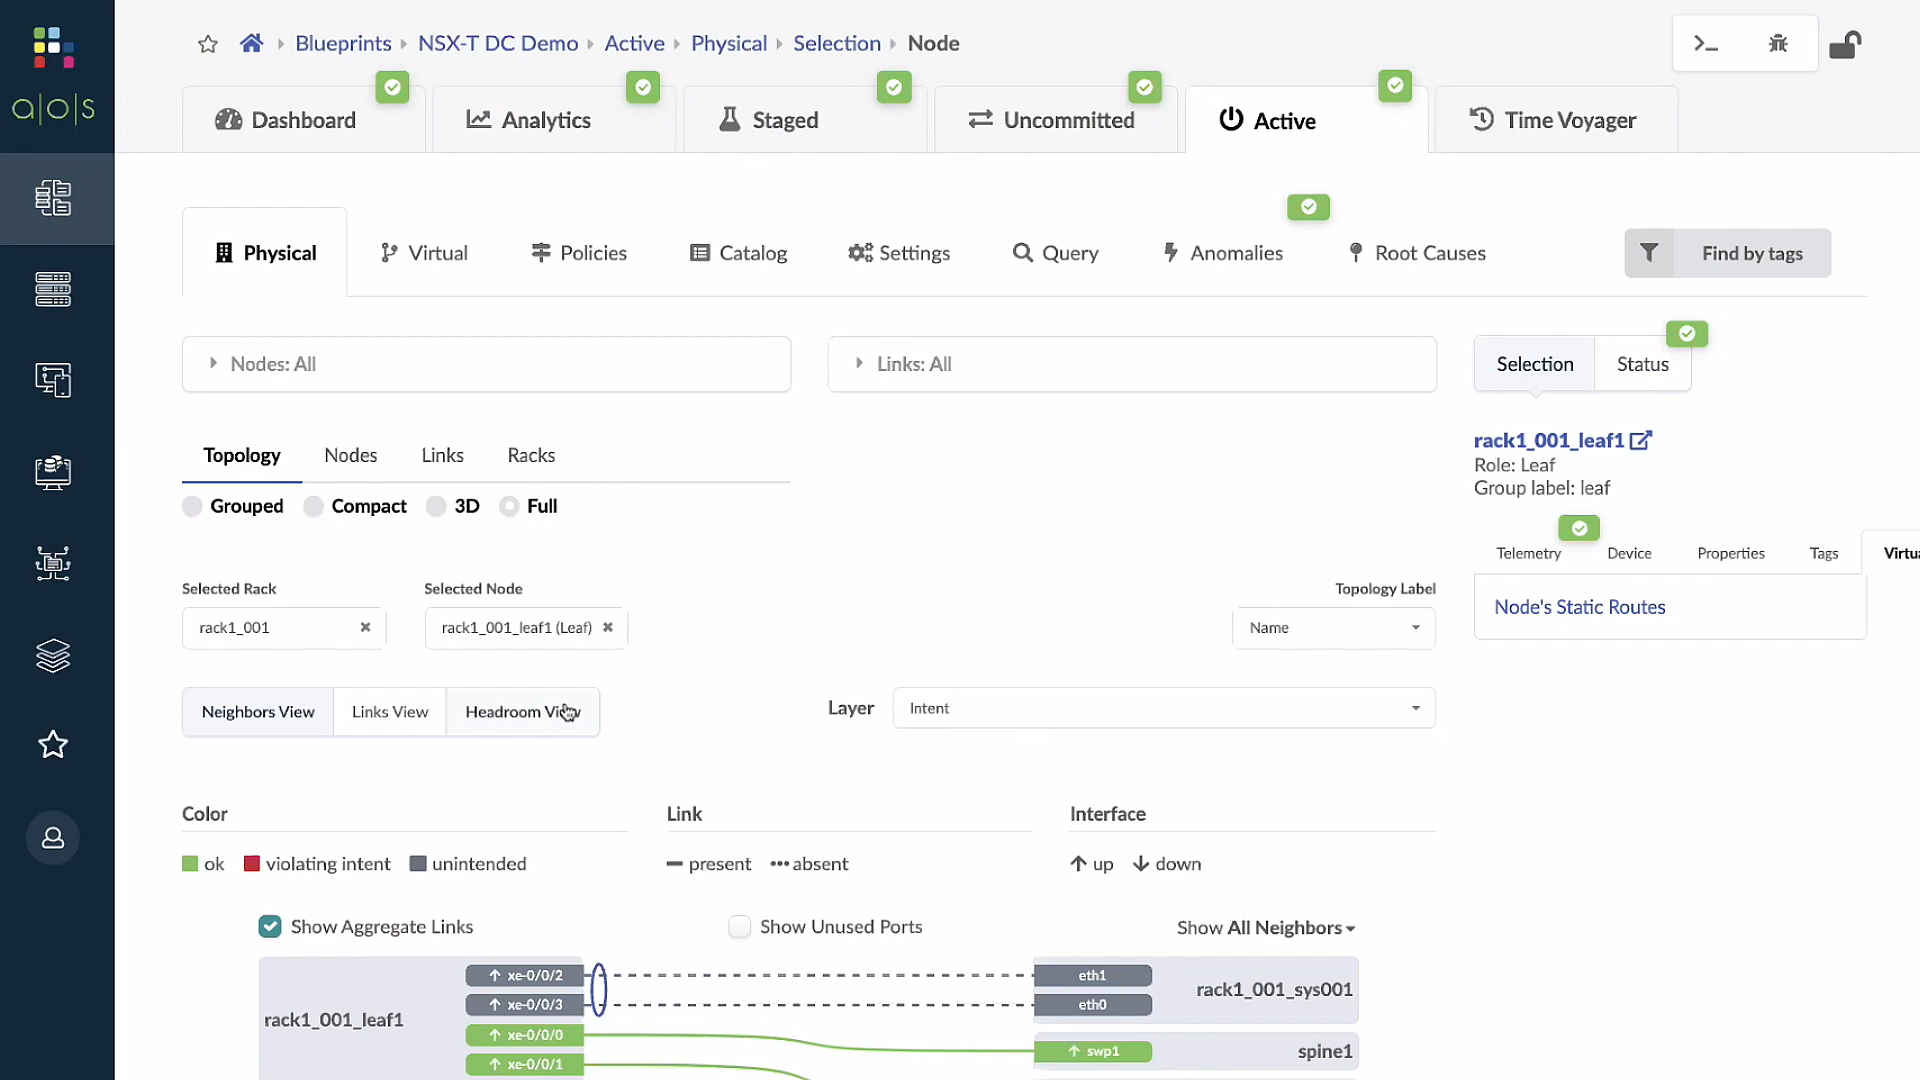 a|o|s
Blueprints
NSX-T DC Demo
Active
Physical
Selection
Node
Dashboard
Analytics
Staged
Uncommitted
Active
Time Voyager
Physical
Virtual
Policies
Catalog
Settings
Query
Anomalies
Root Causes
Find by tags
Nodes: All
Links: All
Selection
Status
rack1_001_leaf1
Role: Leaf
Group label: leaf
Topology
Nodes
Links
Racks
Grouped
Compact
3D
Full
Telemetry
Device
Properties
Tags
Virtua
Node's Static Routes
Selected Rack
Selected Node
Topology Label
rack1_001
rack1_001_leaf1 (Leaf)
Name
Neighbors View
Links View
Headroom View
Layer
Intent
Color
Link
Interface
ok
violating intent
unintended
present
absent
up
down
Show Aggregate Links
Show Unused Ports
Show All Neighbors
rack1_001_leaf1
xe-0/0/2
xe-0/0/3
xe-0/0/0
xe-0/0/1
eth1
eth0
rack1_001_sys001
swp1
spine1